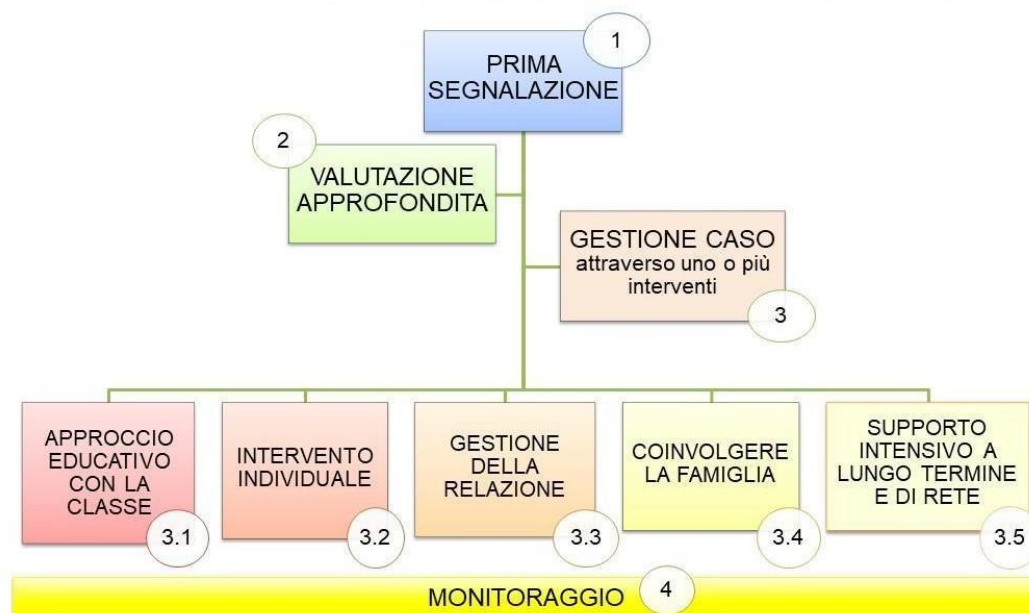 1
PRIMA
SEGNALAZIONE
2
VALUTAZIONE
APPROFONDITA
GESTIONE CASO
attraverso uno o più
interventi
3
APPROCCIO
EDUCATIVO
CON LA
CLASSE
3.1
INTERVENTO
INDIVIDUALE
3.2
GESTIONE
DELLA
RELAZIONE
3.3
COINVOLGERE
LA FAMIGLIA
3.4
SUPPORTO
INTENSIVO A
LUNGO TERMINE
E DI RETE
3.5
MONITORAGGIO
4